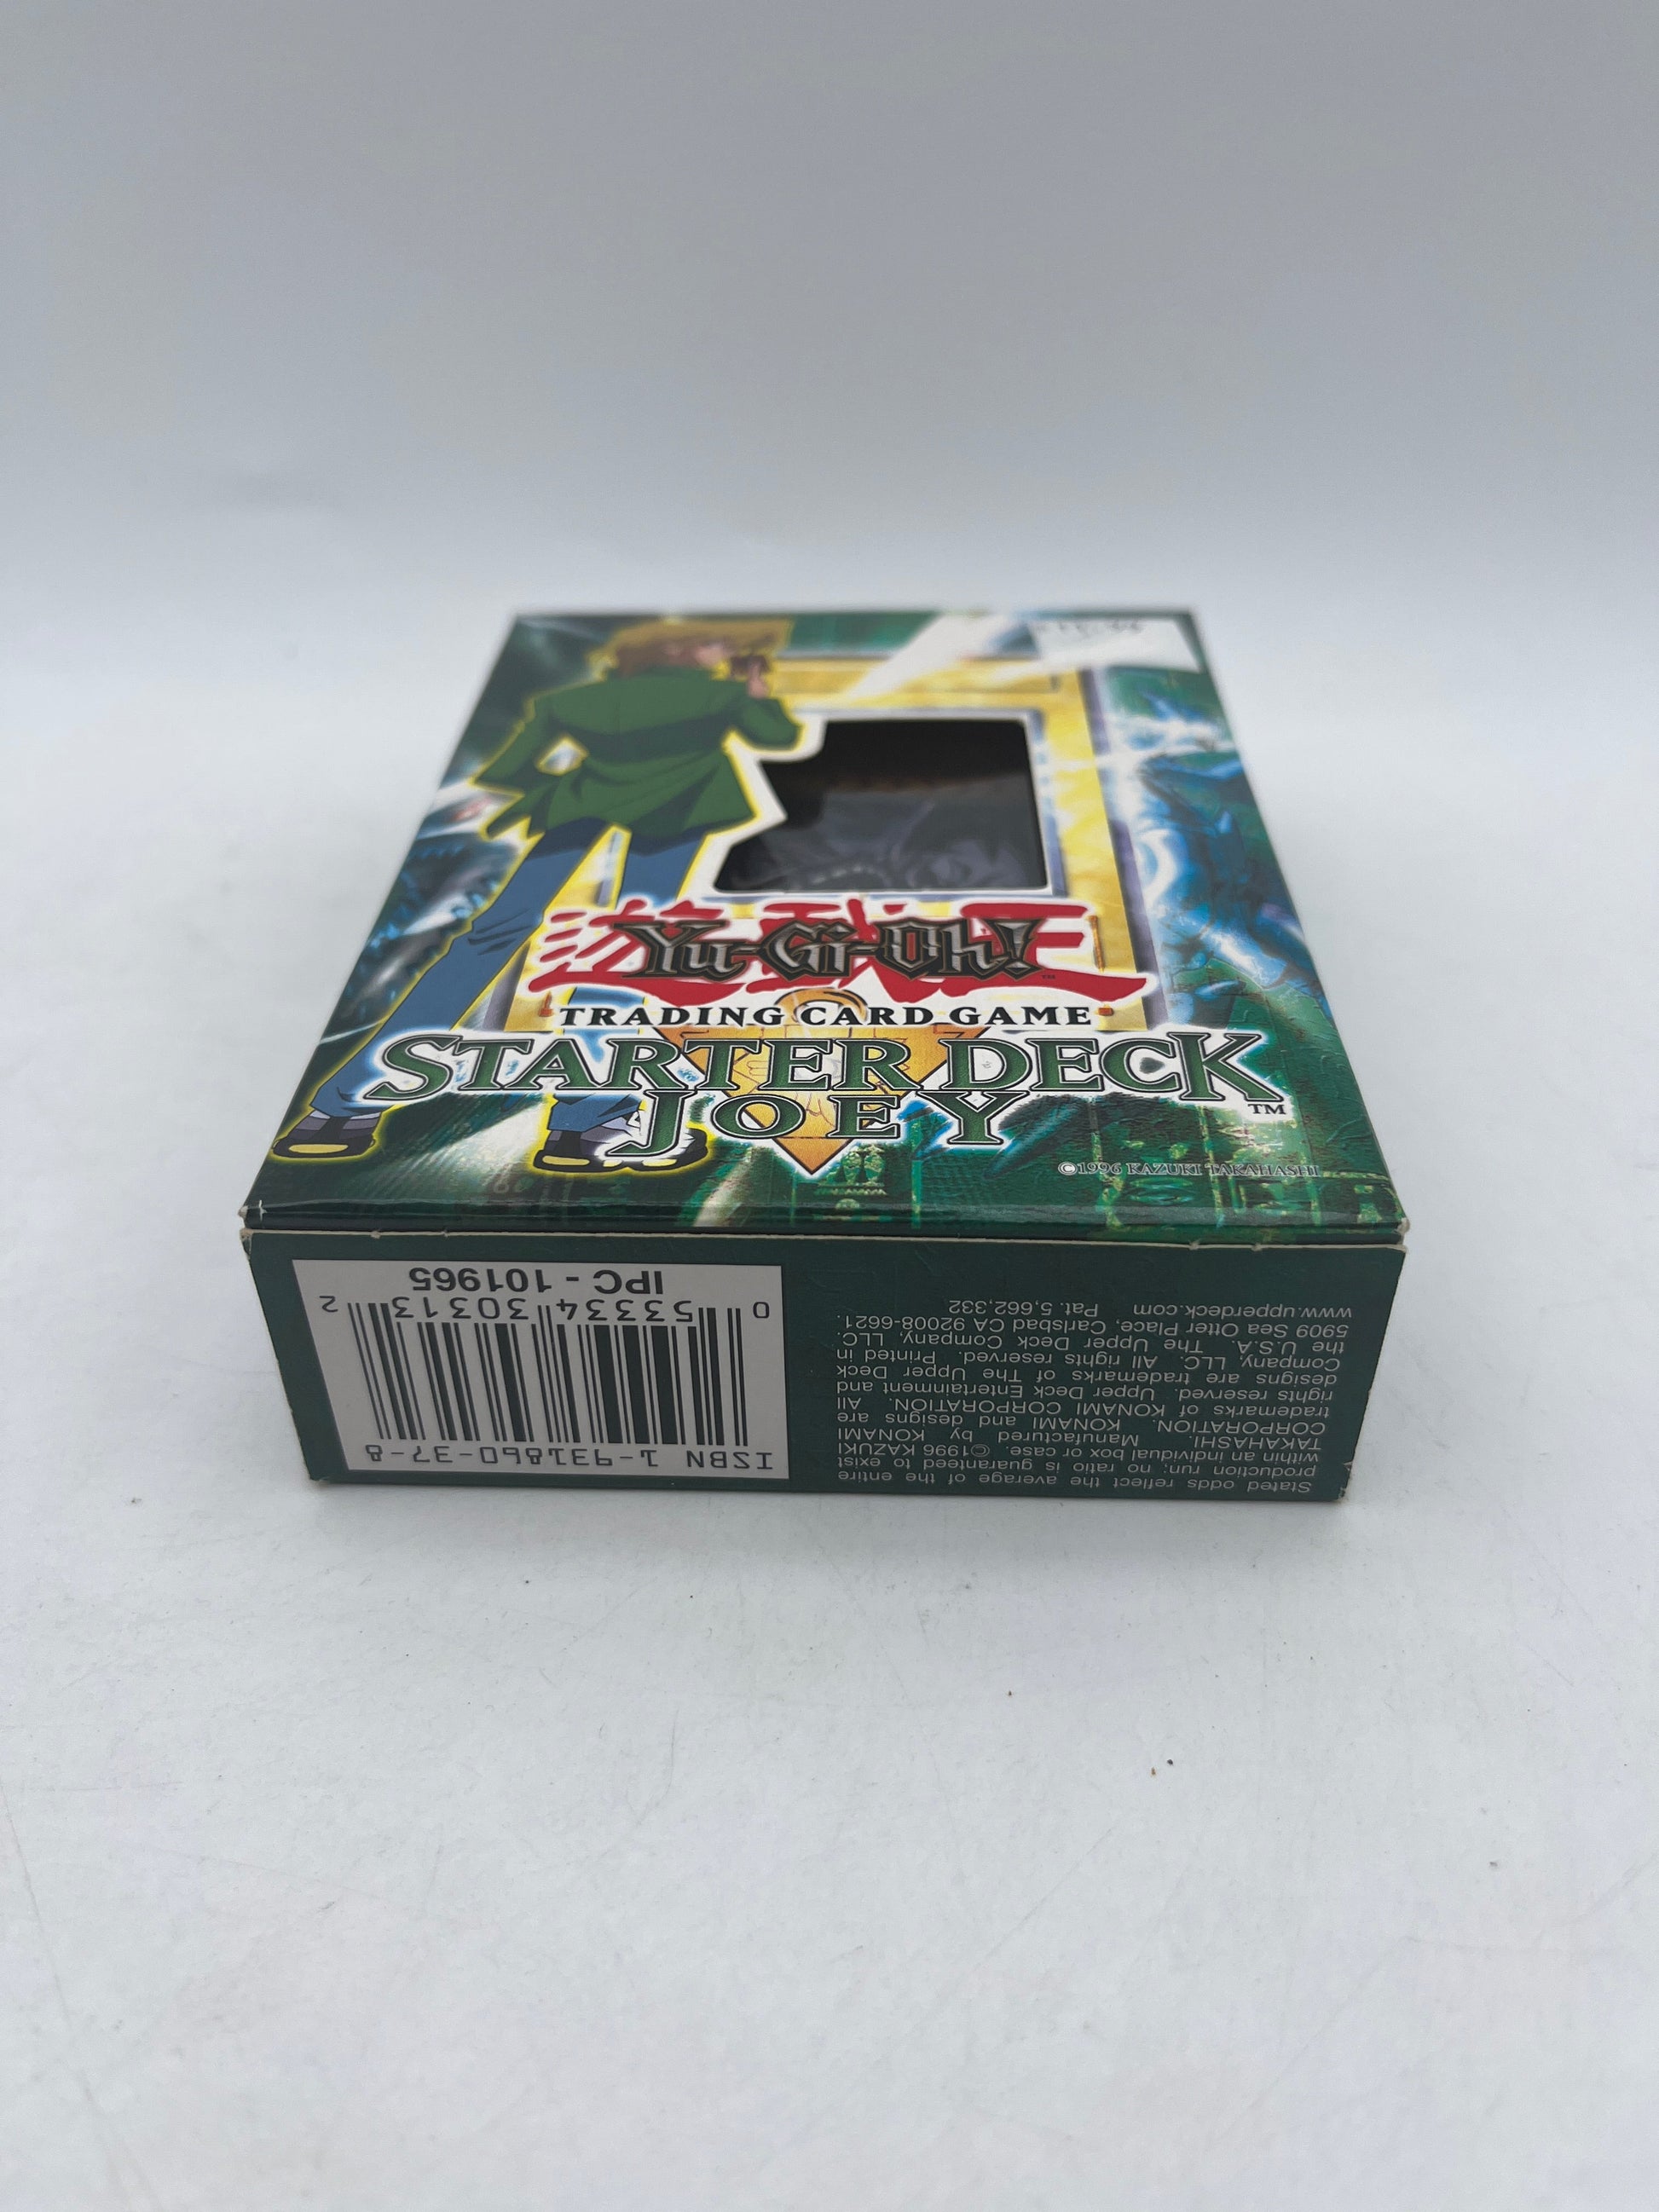 遊戯王
Yu-Gi-Oh!™
TRADING CARD GAME
STARTER DECK™
JOEY
©1996 KAZUKI TAKAHASHI
Stated odds reflect the average of the entire
production run; no ratio is guaranteed to exist
within an individual box or case. ©1996 KAZUKI
TAKAHASHI. Manufactured by KONAMI
CORPORATION. KONAMI and designs are
trademarks of KONAMI CORPORATION. All
rights reserved. Upper Deck Entertainment and
designs are trademarks of The Upper Deck
Company, LLC. All rights reserved. Printed in
the U.S.A. The Upper Deck Company, LLC.
5909 Sea Otter Place, Carlsbad CA 92008-6621.
www.upperdeck.com Pat. 5,662,332
ISBN 1-931860-37-8
0 53334 30313 2
IPC - 101965